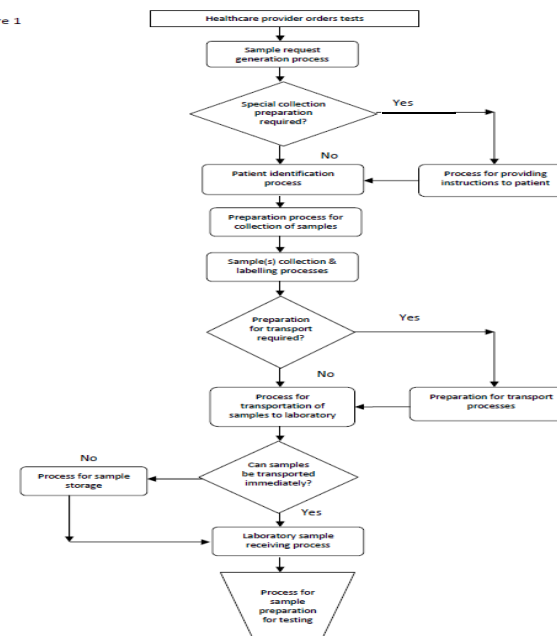 re 1
Healthcare provider orders tests
Sample request
generation process
Special collection
preparation
required?
Yes
No
Patient identification
process
Process for providing
instructions to patient
Preparation process for
collection of samples
Sample(s) collection &
labelling processes
Preparation
for transport
required?
Yes
No
Process for
transportation of
samples to laboratory
Preparation for transport
processes
Can samples
be transported
immediately?
No
Process for sample
storage
Yes
Laboratory sample
receiving process
Process for
sample
preparation
for testing